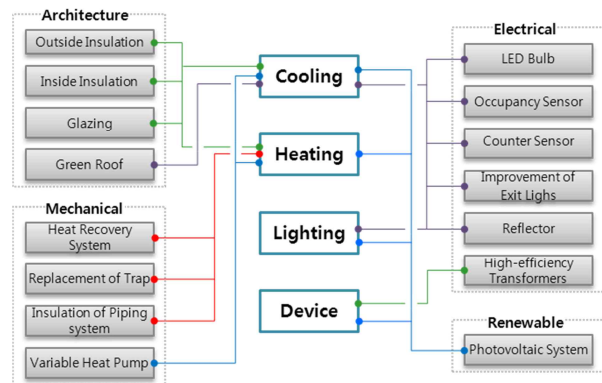 Architecture
Outside Insulation
Inside Insulation
Glazing
Green Roof
Mechanical
Heat Recovery
System
Replacement of Trap
Insulation of Piping
system
Variable Heat Pump
Cooling
Heating
Lighting
Device
Electrical
LED Bulb
Occupancy Sensor
Counter Sensor
Improvement of
Exit Lighs
Reflector
High-efficiency
Transformers
Renewable
Photovoltaic System